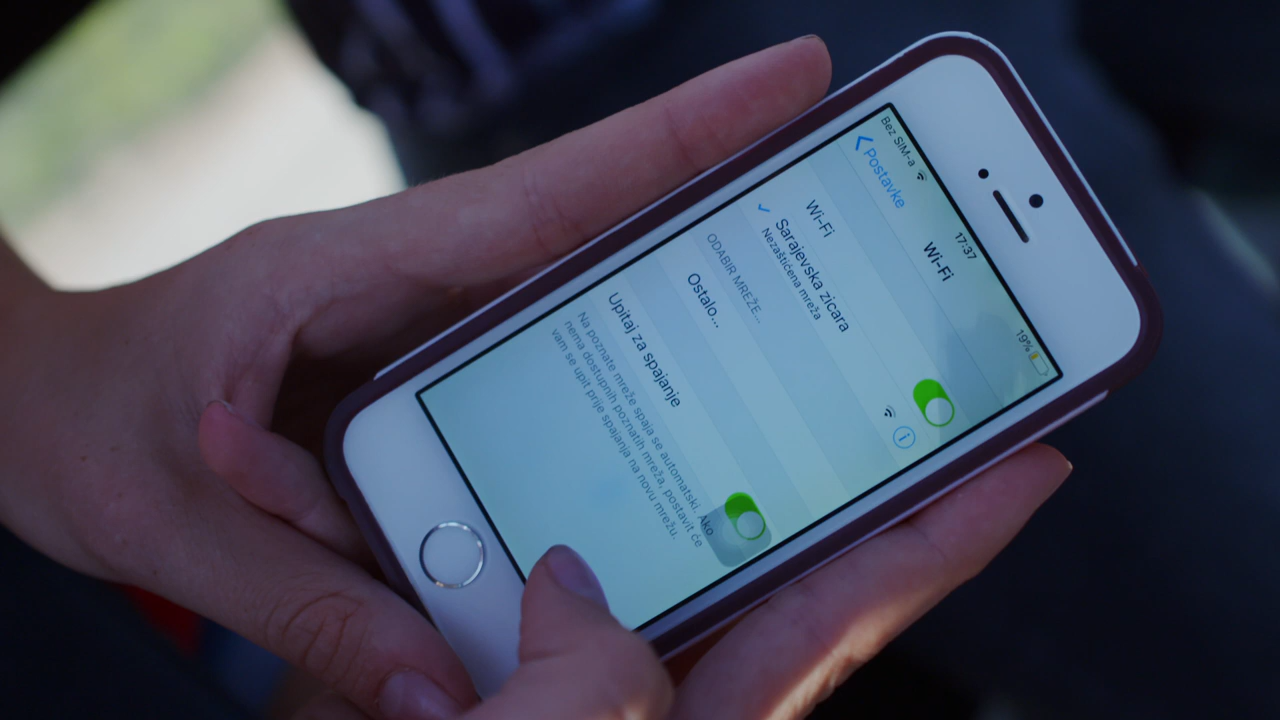 Bez SIM-a 17:37 19%
Postavke Wi-Fi
Wi-Fi
Sarajevska zicara
Nezaštićena mreža
ODABIR MREŽE...
Ostalo...
Upitaj za spajanje
Na poznate mreže spaja se automatski. Ako
nema dostupnih poznatih mreža, postavit će
vam se upit prije spajanja na novu mrežu.